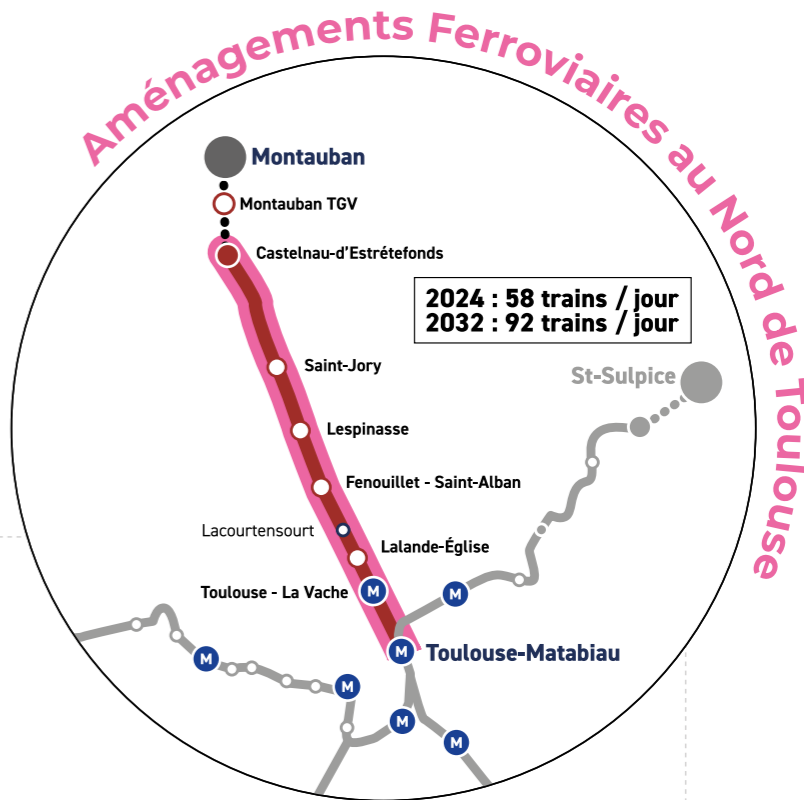 Aménagements Ferroviaires au Nord de Toulouse
Montauban
Montauban TGV
Castelnau-d'Estrétefonds
2024 : 58 trains / jour
2032 : 92 trains / jour
Saint-Jory
St-Sulpice
Lespinasse
Fenouillet - Saint-Alban
Lacourtensourt
Lalande-Église
Toulouse - La Vache
M
M
M
Toulouse-Matabiau
M
M
M
M